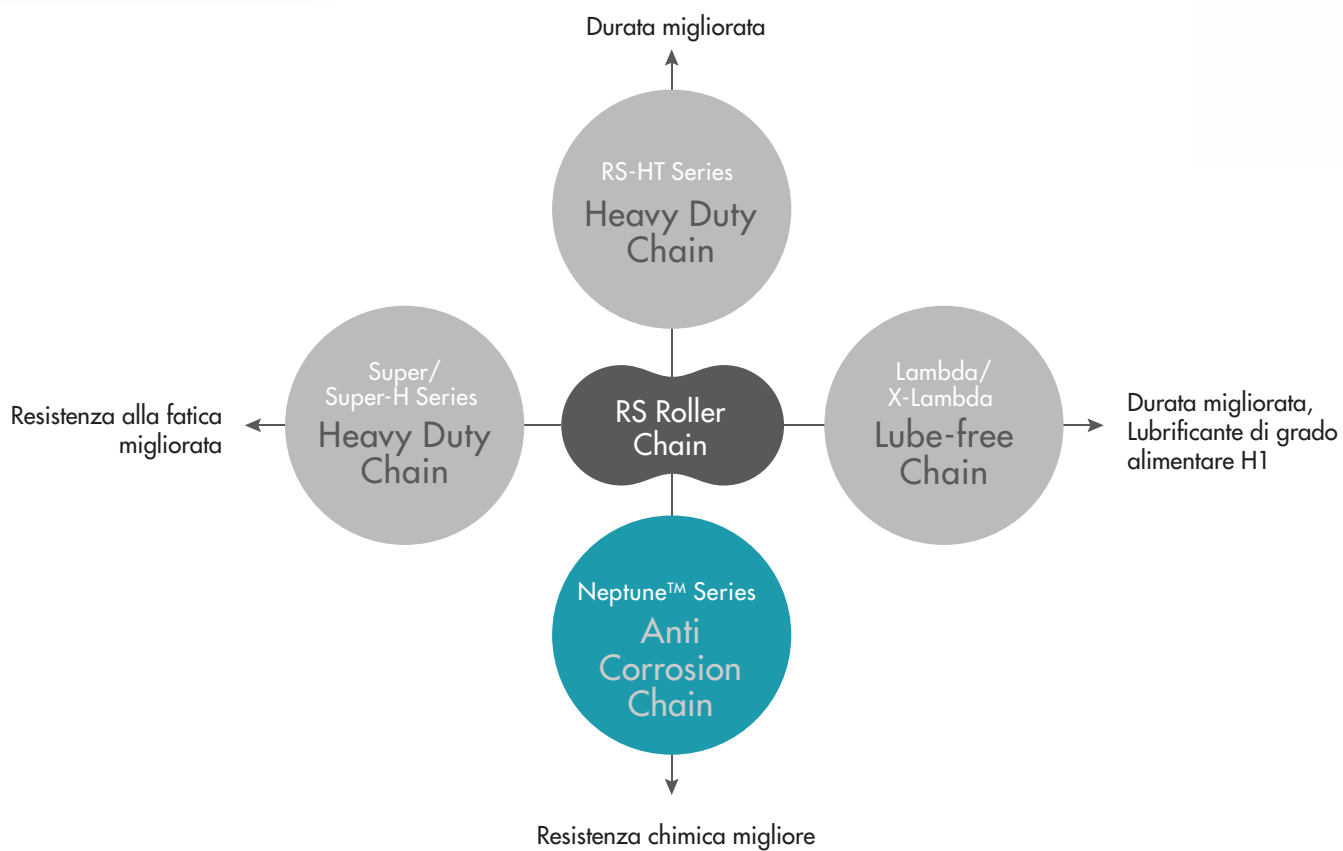 Durata migliorata
RS-HT Series
Heavy Duty
Chain
Super/
Super-H Series
Heavy Duty
Chain
Resistenza alla fatica
migliorata
RS Roller
Chain
Lambda/
X-Lambda
Lube-free
Chain
Durata migliorata,
Lubrificante di grado
alimentare H1
Neptune™ Series
Anti
Corrosion
Chain
Resistenza chimica migliore